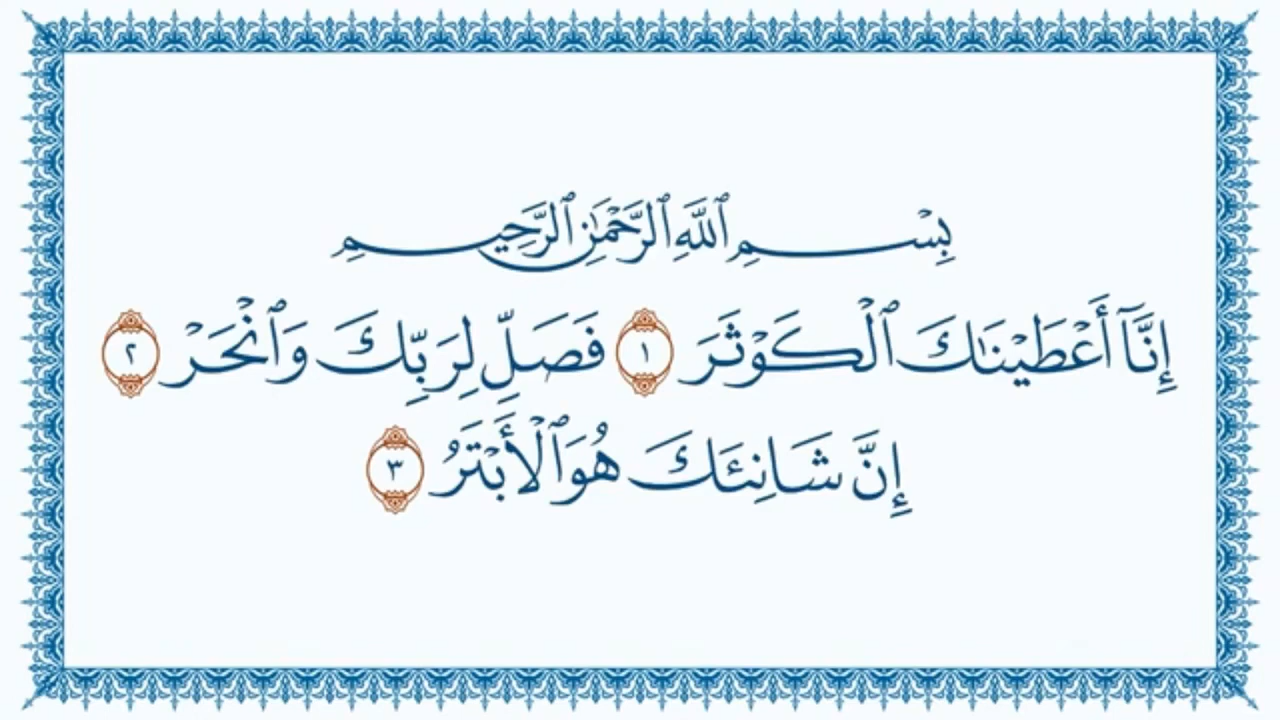 بِسْمِ ٱللَّهِ ٱلرَّحْمَٰنِ ٱلرَّحِيمِ
إِنَّآ أَعْطَيْنَٰكَ ٱلْكَوْثَرَ ١ فَصَلِّ لِرَبِّكَ وَٱنْحَرْ ٢
إِنَّ شَانِئَكَ هُوَ ٱلْأَبْتَرُ ٣